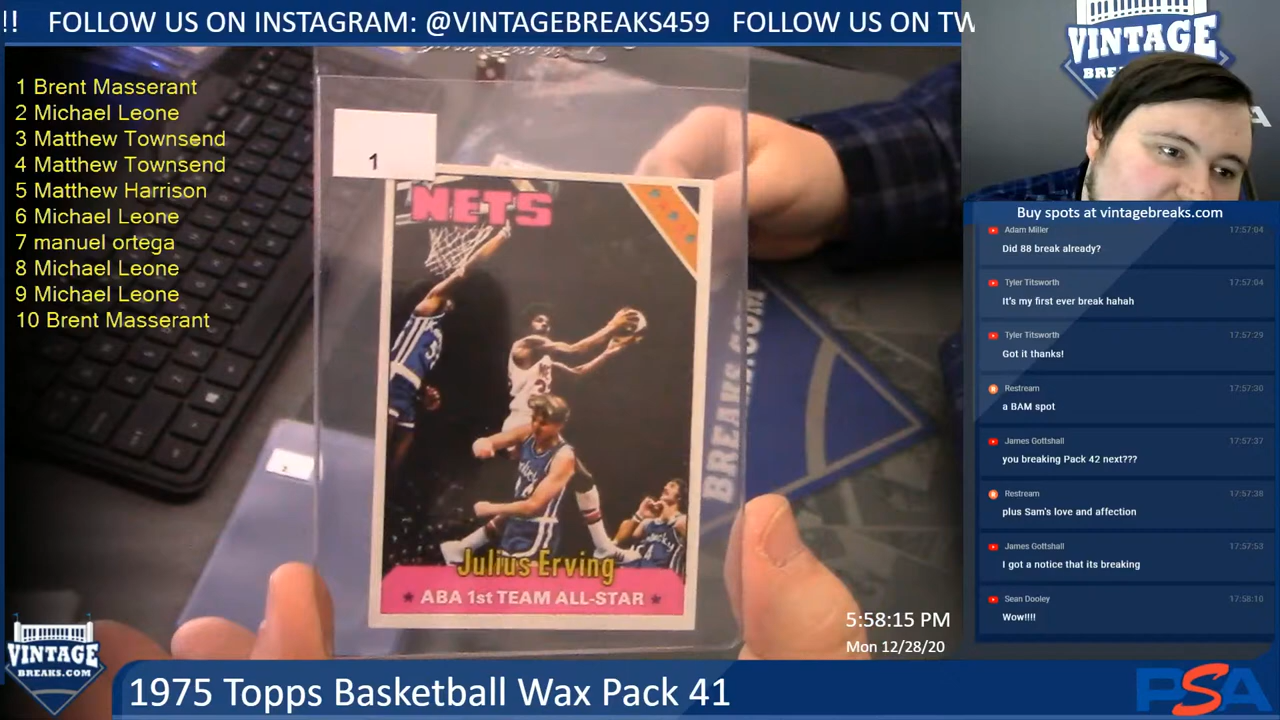 !!  FOLLOW US ON INSTAGRAM: @VINTAGEBREAKS459  FOLLOW US ON TW
1 Brent Masserant
2 Michael Leone
3 Matthew Townsend
4 Matthew Townsend
5 Matthew Harrison
6 Michael Leone
7 manuel ortega
8 Michael Leone
9 Michael Leone
10 Brent Masserant
1
NETS
2
Julius Erving
ABA 1st TEAM ALL-STAR
BREAKS.COM
VINTAGE
BRE
A
Buy spots at vintagebreaks.com
Adam Miller 17:57:04
Did 88 break already?
Tyler Titsworth 17:57:04
It's my first ever break hahah
Tyler Titsworth 17:57:29
Got it thanks!
Restream 17:57:30
a BAM spot
James Gottshall 17:57:37
you breaking Pack 42 next???
Restream 17:57:38
plus Sam's love and affection
James Gottshall 17:57:53
I got a notice that its breaking
Sean Dooley 17:58:10
Wow!!!!
5:58:15 PM
Mon 12/28/20
VINTAGE
BREAKS.COM
1975 Topps Basketball Wax Pack 41
PSA